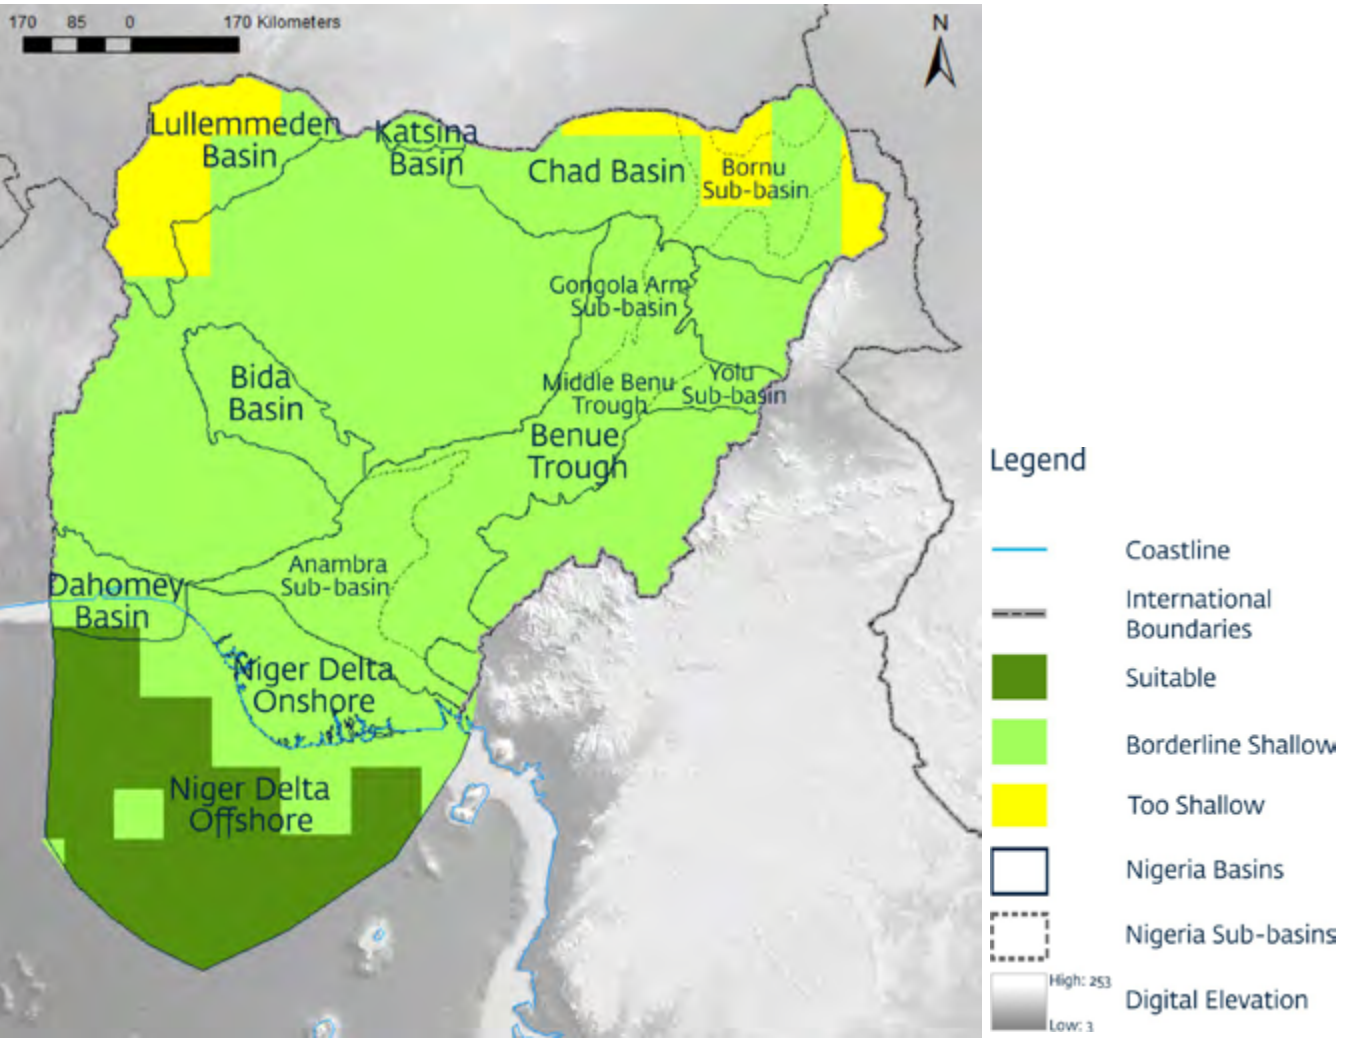 170 85 0 170 Kilometers
N
Lullemmeden
Basin
Katsina
Basin
Chad Basin
Bornu
Sub-basin
Gongola Arm
Sub-basin
Bida
Basin
Middle Benu
Trough
Yolu
Sub-basin
Benue
Trough
Anambra
Sub-basin
Dahomey
Basin
Niger Delta
Onshore
Niger Delta
Offshore
Legend
Coastline
International
Boundaries
Suitable
Borderline Shallow
Too Shallow
Nigeria Basins
Nigeria Sub-basins
High: 253
Low: 3
Digital Elevation